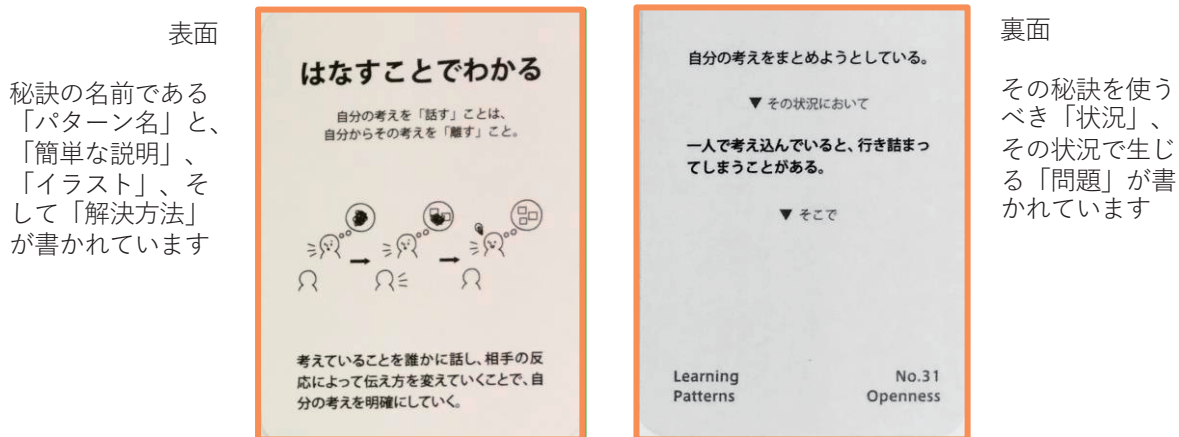 表面
秘訣の名前である
「パターン名」と、
「簡単な説明」、
「イラスト」、そ
して「解決方法」
が書かれています
はなすことでわかる
自分の考えを「話す」ことは、
自分からその考えを「離す」こと。
考えていることを誰かに話し、相手の反
応によって伝え方を変えていくことで、自
分の考えを明確にしていく。
自分の考えをまとめようとしている。
▼ その状況において
一人で考え込んでいると、行き詰まっ
てしまうことがある。
▼ そこで
Learning
Patterns
No.31
Openness
裏面
その秘訣を使う
べき「状況」、
その状況で生じ
る「問題」が書
かれています